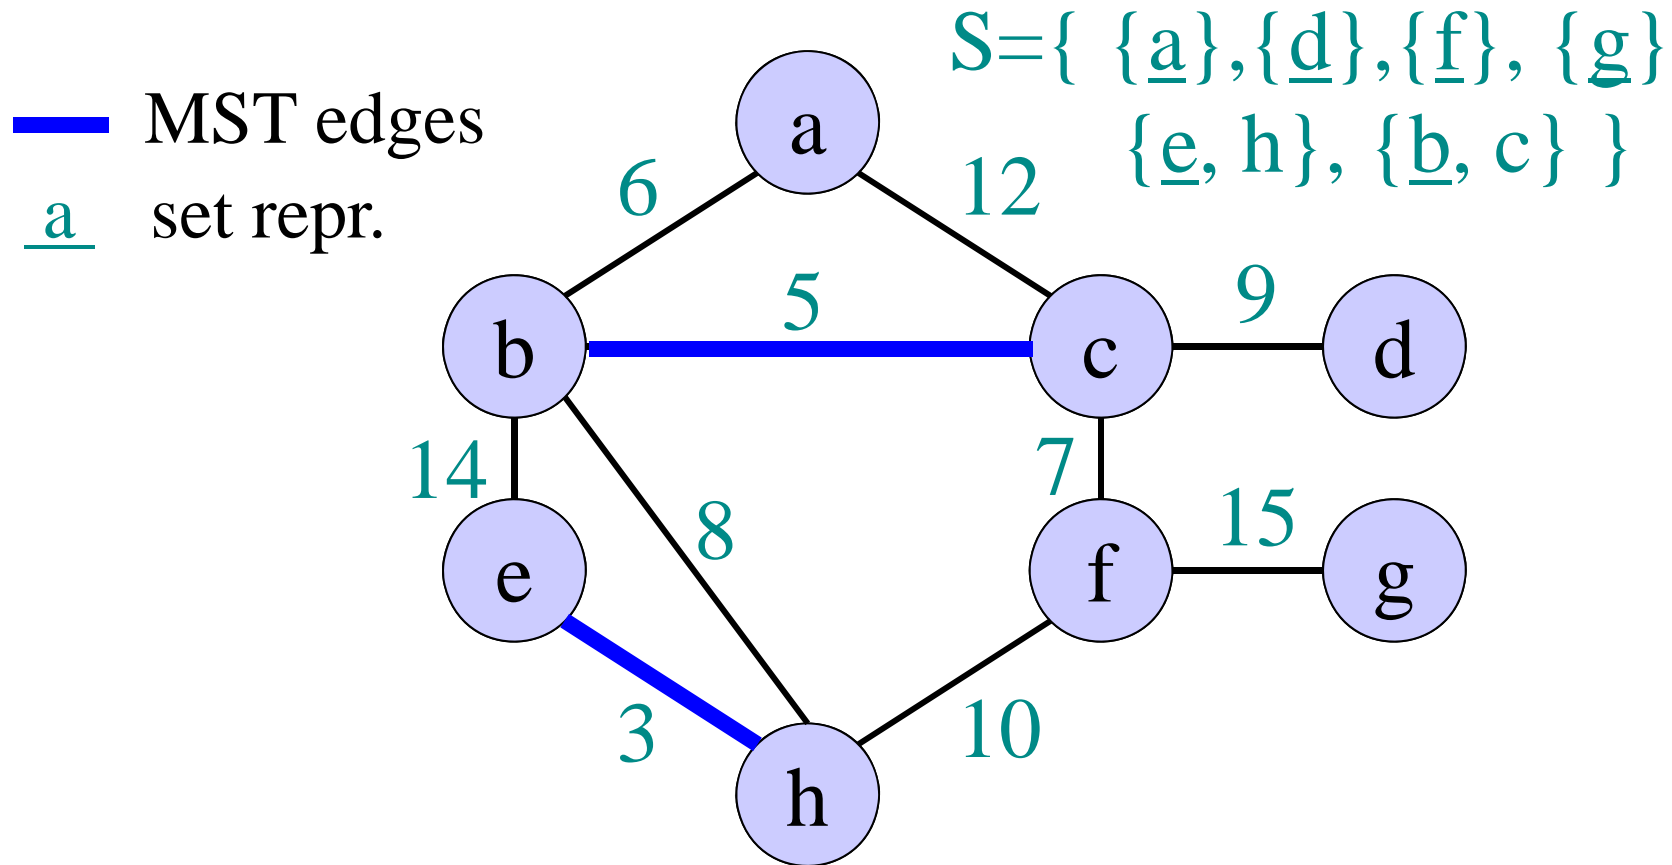 S={ {a},{d},{f}, {g}
{e, h}, {b, c} }
MST edges
a set repr.
a
6
12
5
9
b
c
d
14
7
8
15
e
f
g
3
10
h